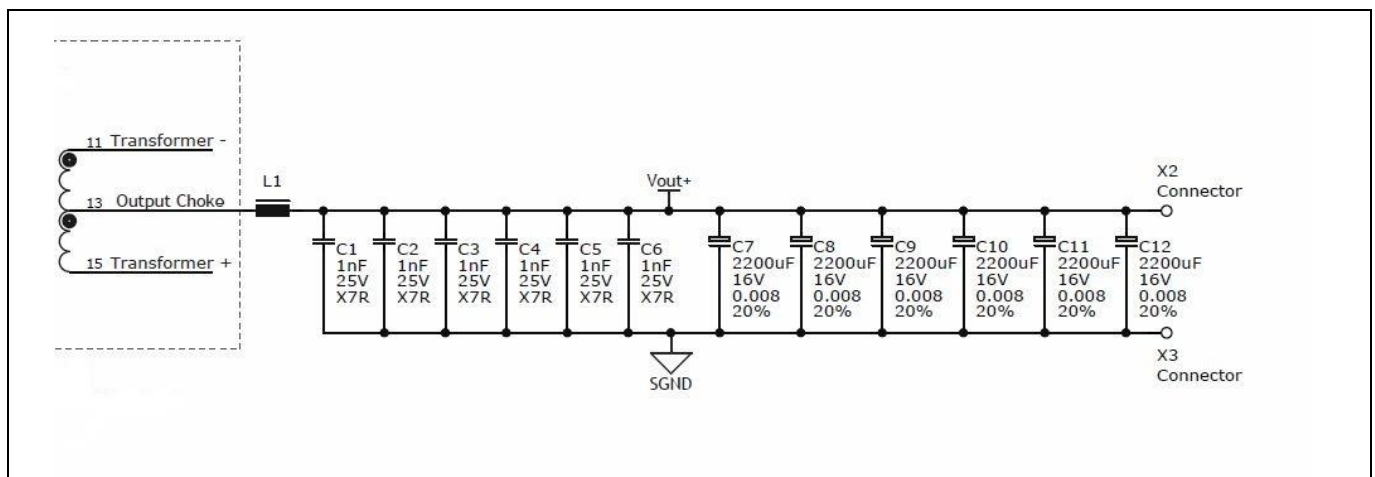 11 Transformer -
13 Output Choke
15 Transformer +
L1
C1
1nF
25V
X7R
C2
1nF
25V
X7R
C3
1nF
25V
X7R
C4
1nF
25V
X7R
C5
1nF
25V
X7R
C6
1nF
25V
X7R
Vout+
SGND
C7
2200uF
16V
0.008
20%
C8
2200uF
16V
0.008
20%
C9
2200uF
16V
0.008
20%
C10
2200uF
16V
0.008
20%
C11
2200uF
16V
0.008
20%
C12
2200uF
16V
0.008
20%
X2
Connector
X3
Connector